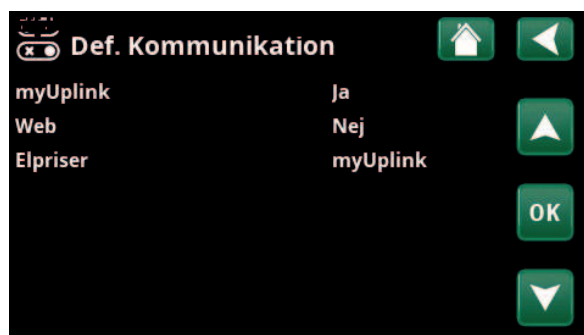 Def. Kommunikation
myUplink Ja
Web Nej
Elpriser myUplink
OK